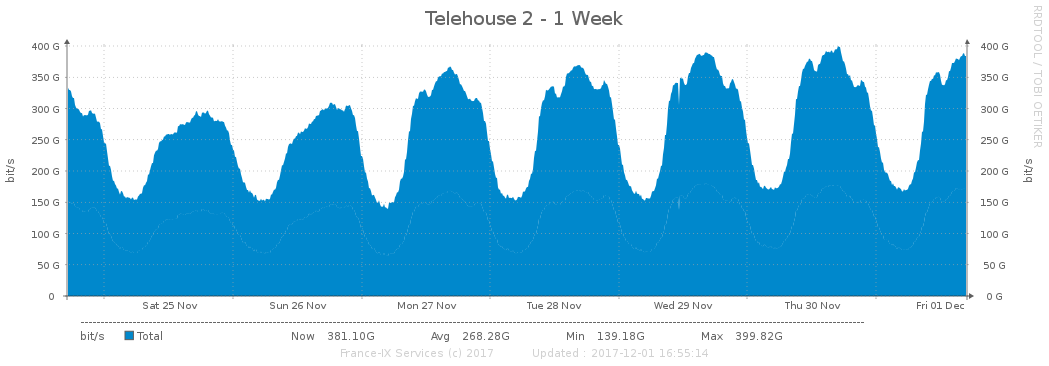 Telehouse 2 - 1 Week
RRDTOOL / TOBI OETIKER
400 G 400 G
350 G 350 G
300 G 300 G
250 G 250 G
200 G 200 G
150 G 150 G
100 G 100 G
50 G 50 G
0 0 G
bit/s bit/s
Sat 25 Nov Sun 26 Nov Mon 27 Nov Tue 28 Nov Wed 29 Nov Thu 30 Nov Fri 01 Dec
bit/s Total Now 381.10G Avg 268.28G Min 139.18G Max 399.82G
France-IX Services (c) 2017 Updated : 2017-12-01 16:55:14